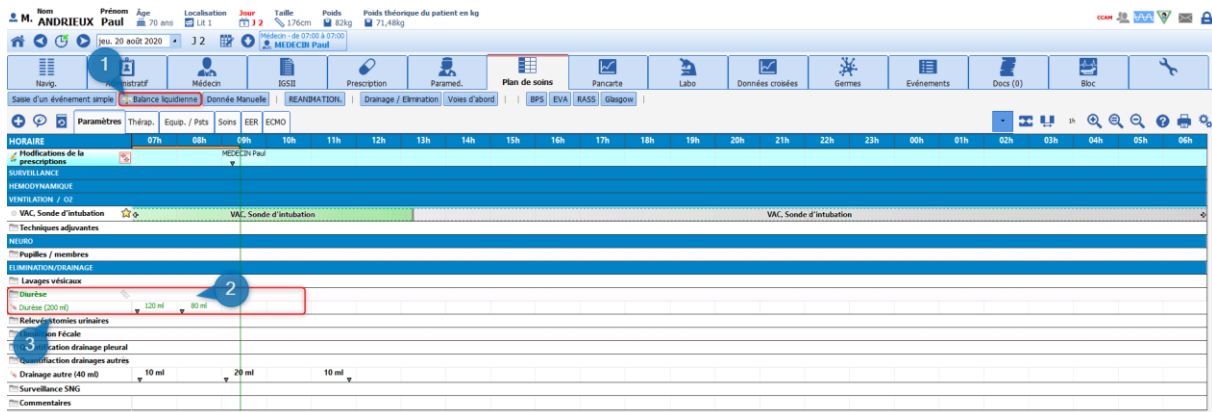 Nom Prénom Âge Localisation Jour Taille Poids Poids théorique du patient en kg
M. ANDRIEUX Paul 70 ans Lit 1 J 2 176cm 82kg 71,48kg
CCAM
jeu. 20 août 2020 J 2 Médecin - de 07:00 à 07:00
MEDECIN Paul
1
Navig. Administratif Médecin IGSII Prescription Paramed. Plan de soins Pancarte Labo Données croisées Germes Evénements Docs (0) Bloc
Saisie d'un événement simple Balance liquidienne Donnée Manuelle | REANIMATION. | Drainage / Elimination Voies d'abord | | BPS EVA RASS Glasgow |
Paramètres Thérap. Equip. / Psts Soins EER ECMO 1h
HORAIRE 07h 08h 09h 10h 11h 12h 13h 14h 15h 16h 17h 18h 19h 20h 21h 22h 23h 00h 01h 02h 03h 04h 05h 06h
Modifications de la prescriptions MEDECIN Paul
SURVEILLANCE
HEMODYNAMIQUE
VENTILATION / O2
VAC, Sonde d'intubation VAC, Sonde d'intubation VAC, Sonde d'intubation
Techniques adjuvantes
NEURO
Pupilles / membres
ELIMINATION/DRAINAGE
Lavages vésicaux
Diurèse 2
Diurèse (200 ml) 120 ml 80 ml
Relevés stomies urinaires
3
Fécale
cation drainage pleural
Quantifiaction drainages autres
Drainage autre (40 ml) 10 ml 20 ml 10 ml
Surveillance SNG
Commentaires